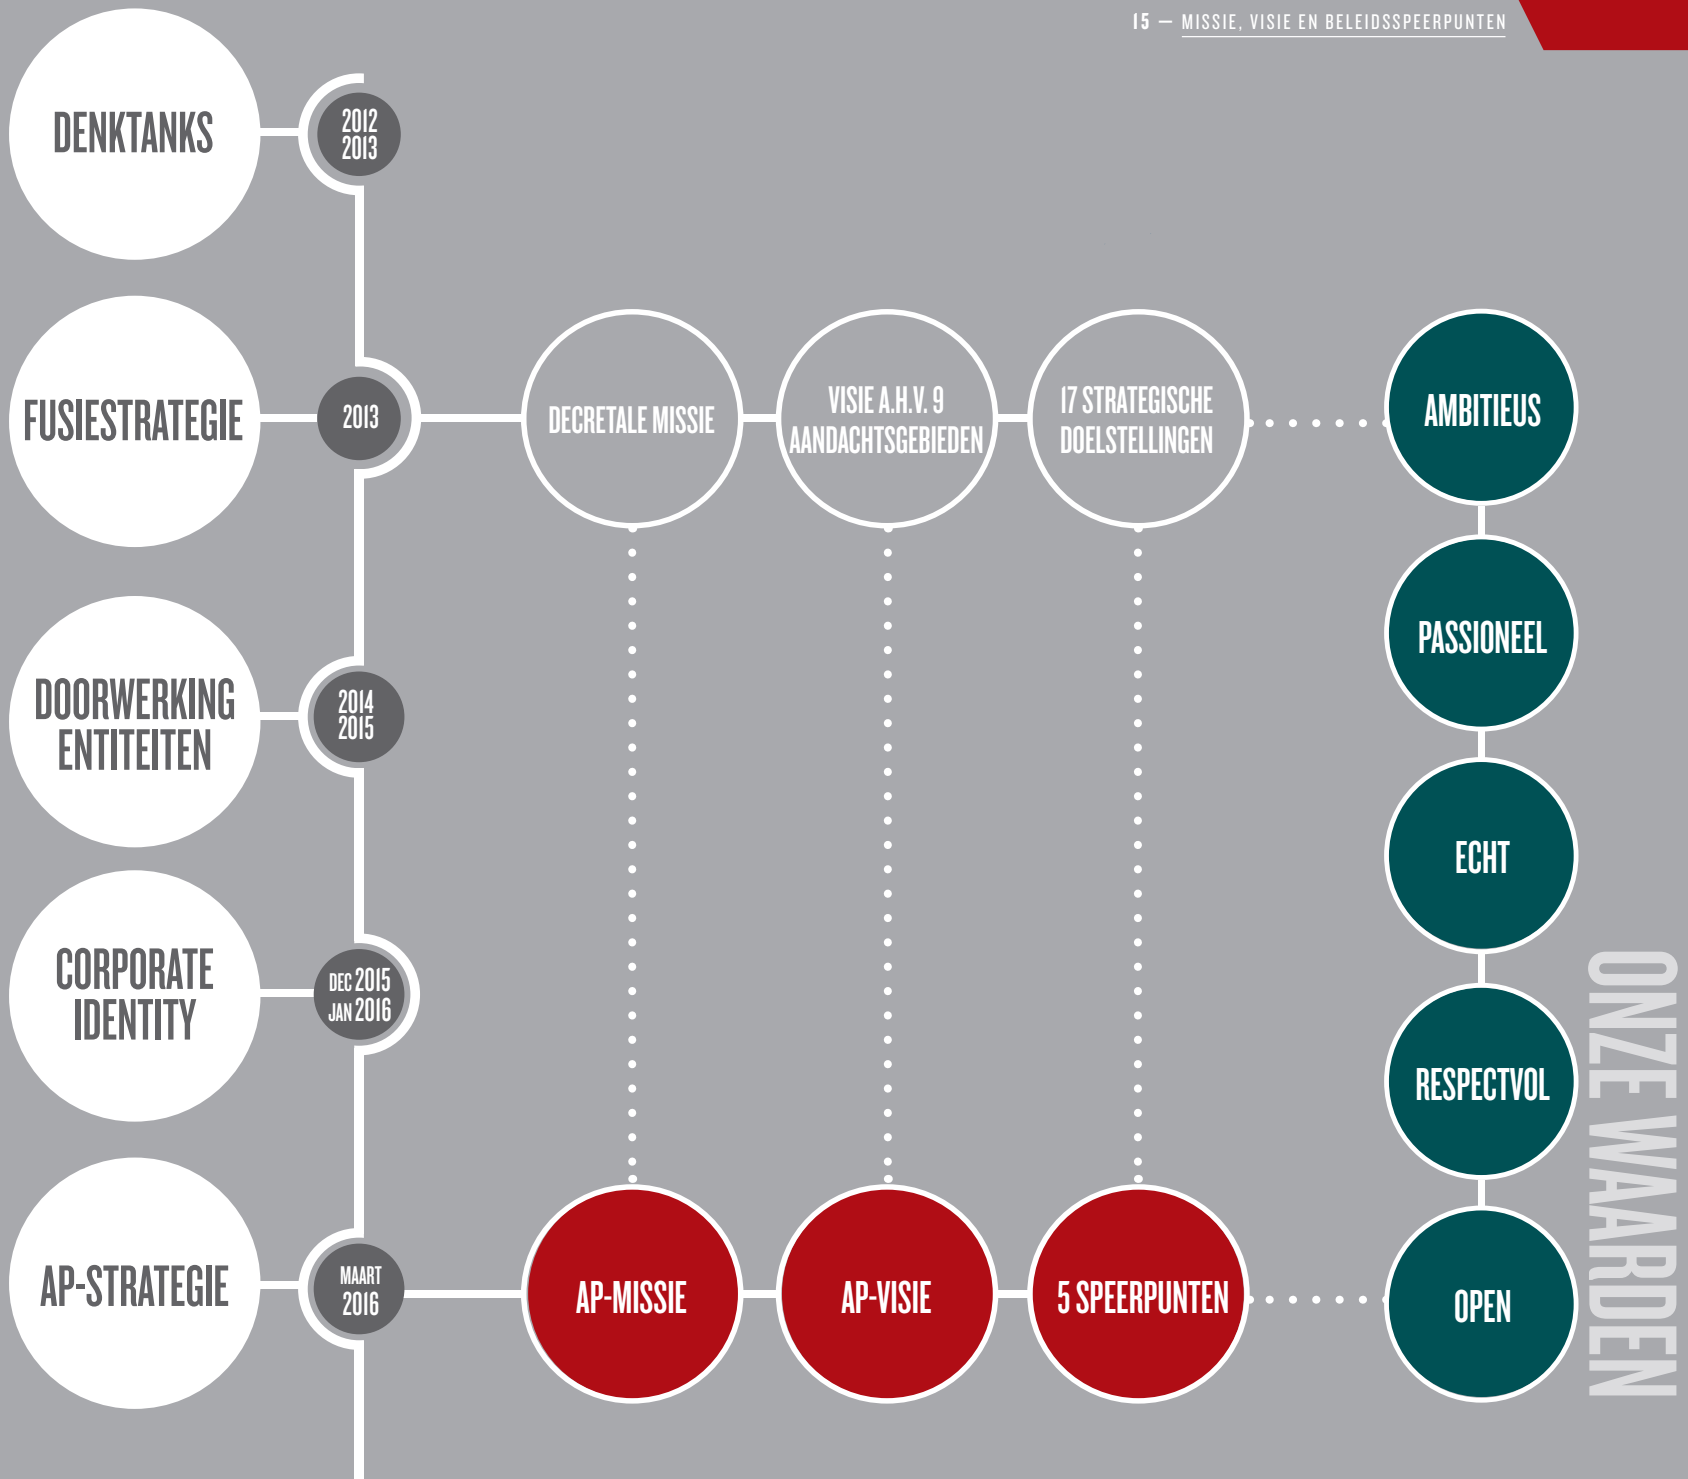 15 — MISSIE, VISIE EN BELEIDSSPEERPUNTEN
DENKTANKS
2012
2013
FUSIESTRATEGIE
2013
DECRETALE MISSIE
VISIE A.H.V. 9
AANDACHTSGEBIEDEN
17 STRATEGISCHE
DOELSTELLINGEN
AMBITIEUS
PASSIONEEL
ECHT
RESPECTVOL
OPEN
ONZE WAARDEN
DOORWERKING
ENTITEITEN
2014
2015
CORPORATE
IDENTITY
DEC 2015
JAN 2016
AP-STRATEGIE
MAART
2016
AP-MISSIE
AP-VISIE
5 SPEERPUNTEN